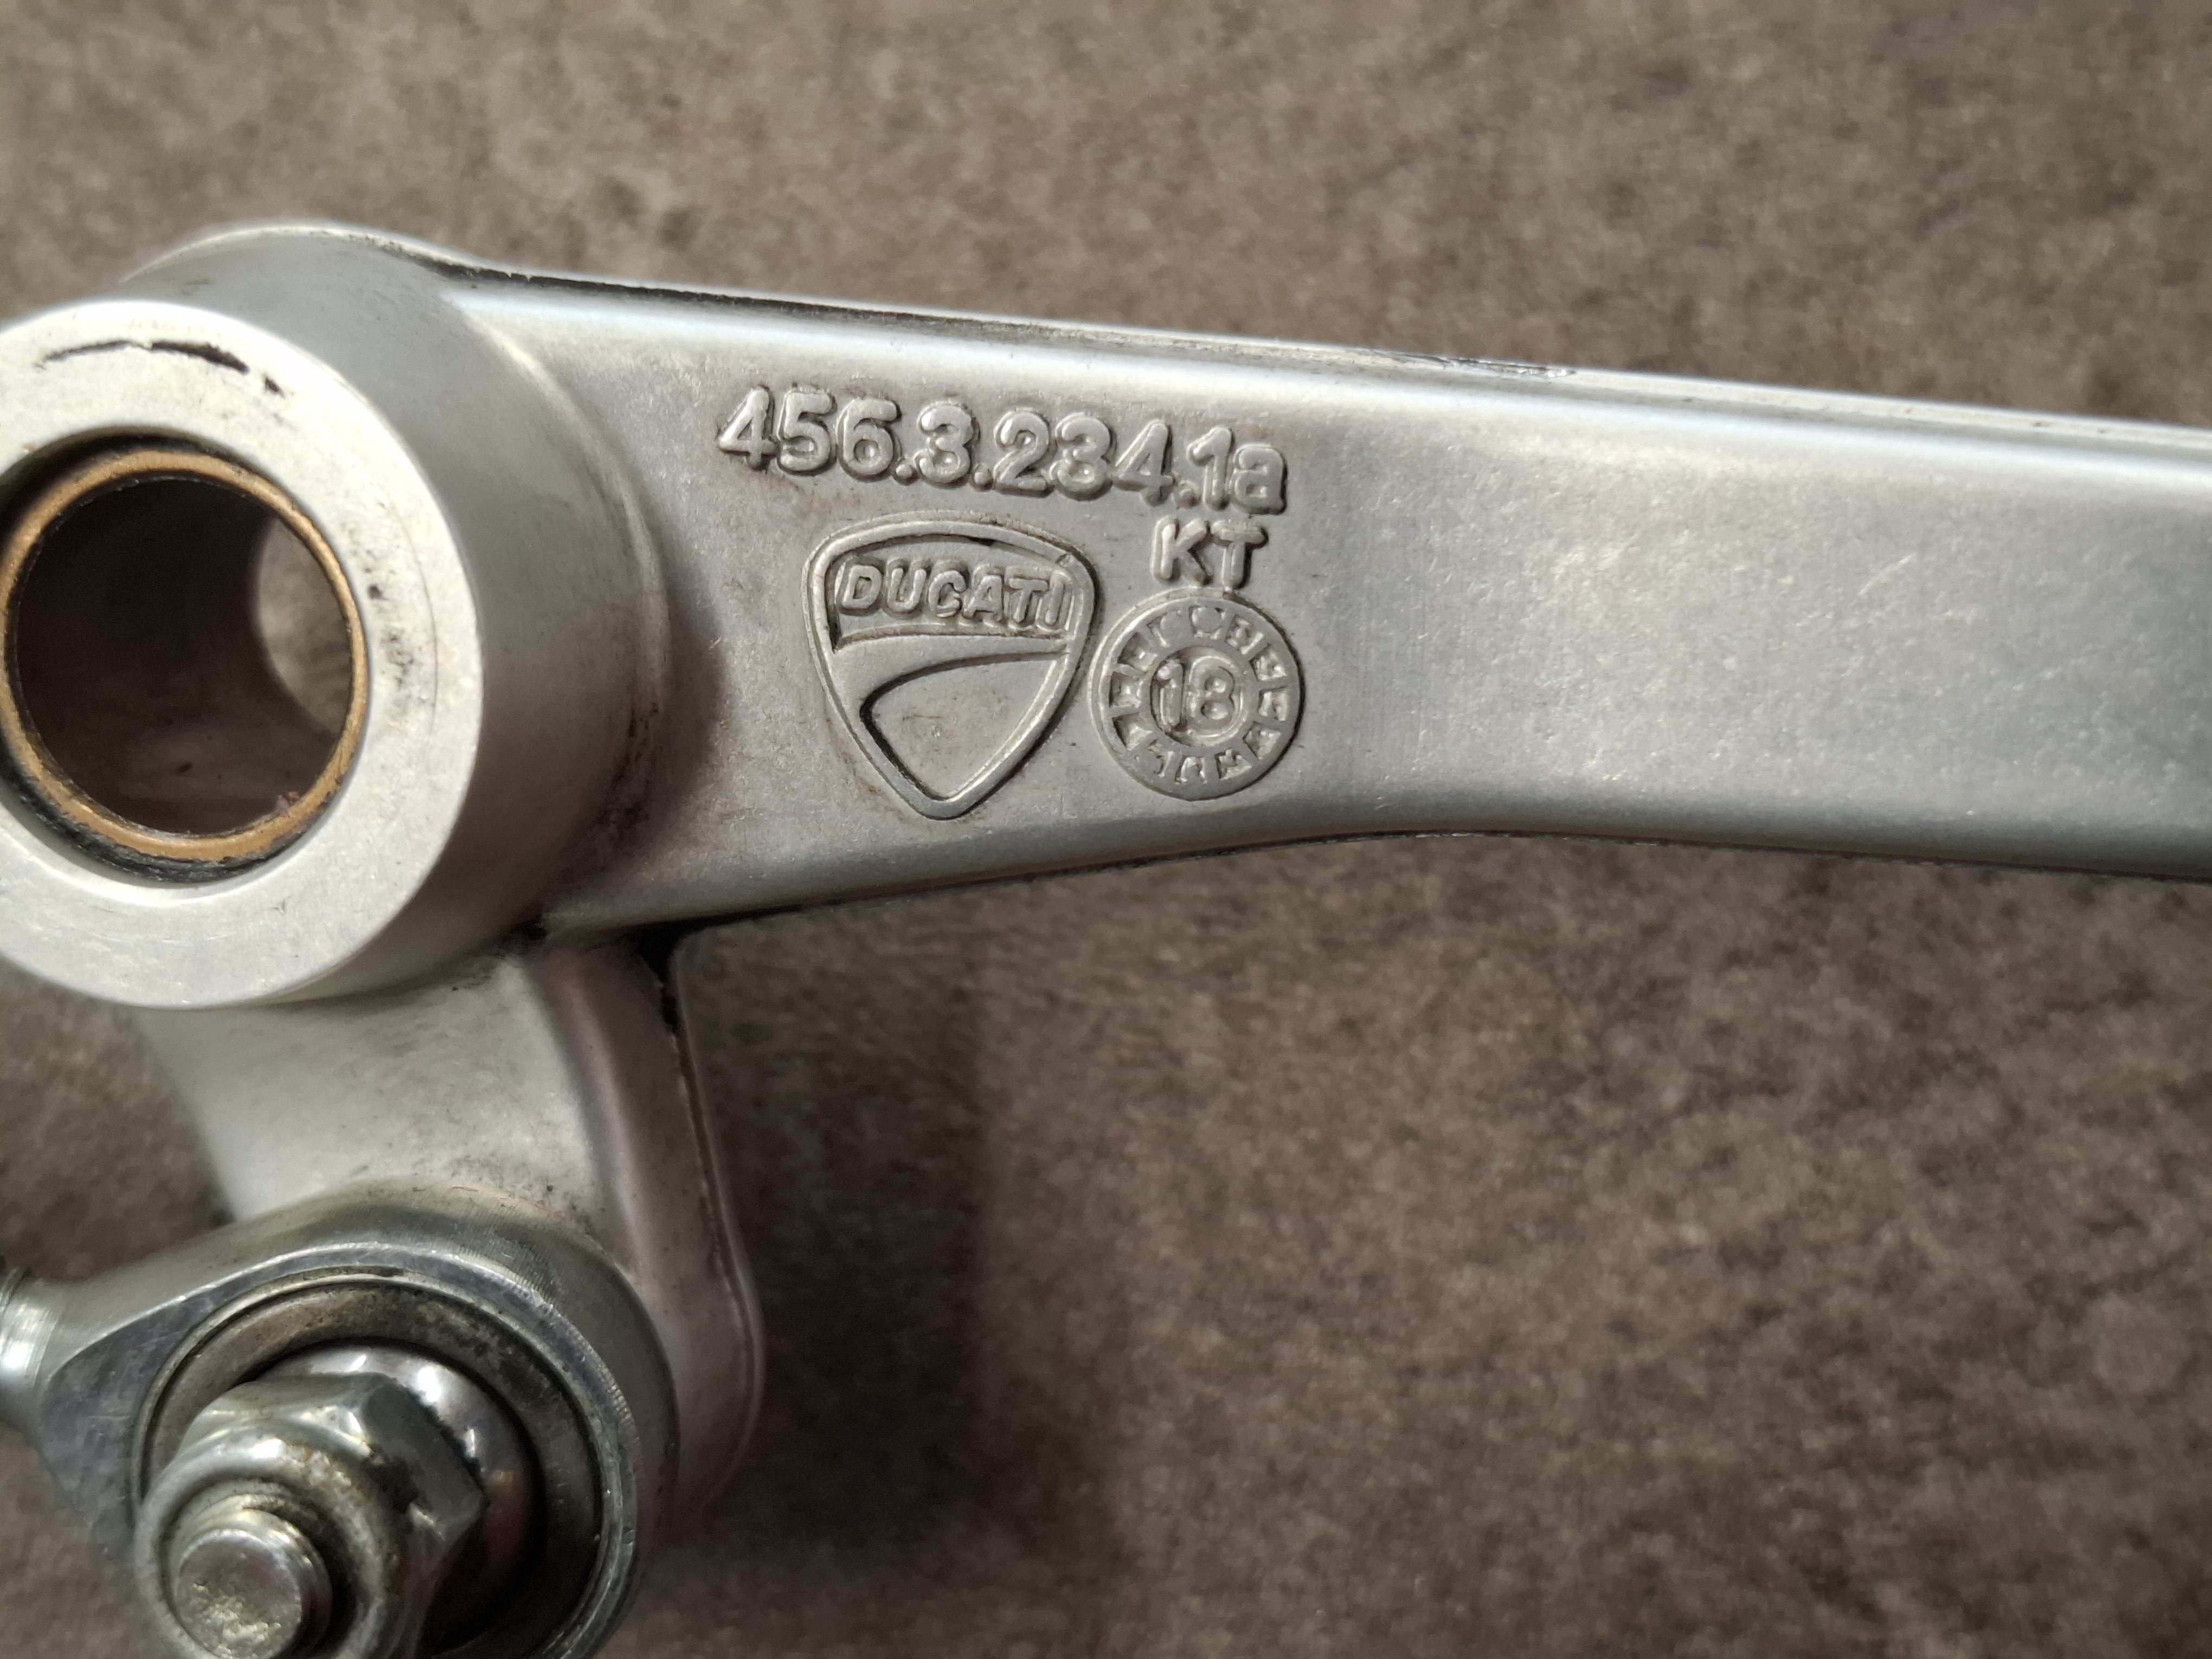 456.3.234.1a
KT
DUCATI
18